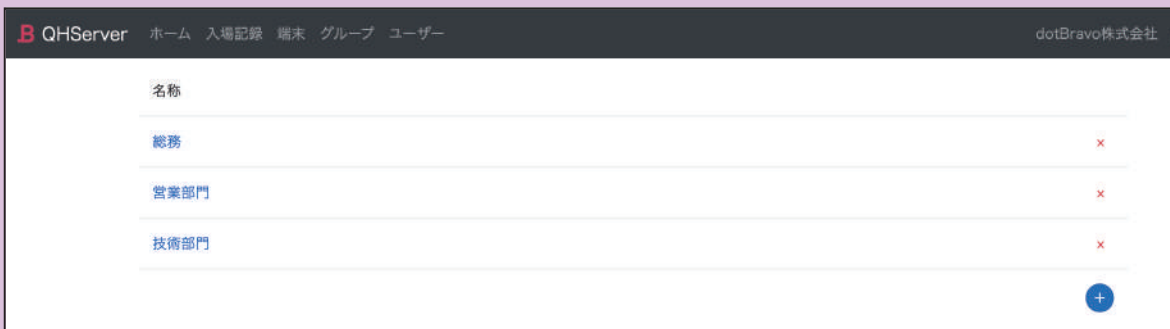 B QHServer ホーム 入場記録 端末 グループ ユーザー dotBravo株式会社
名称
総務 ×
営業部門 ×
技術部門 ×
+